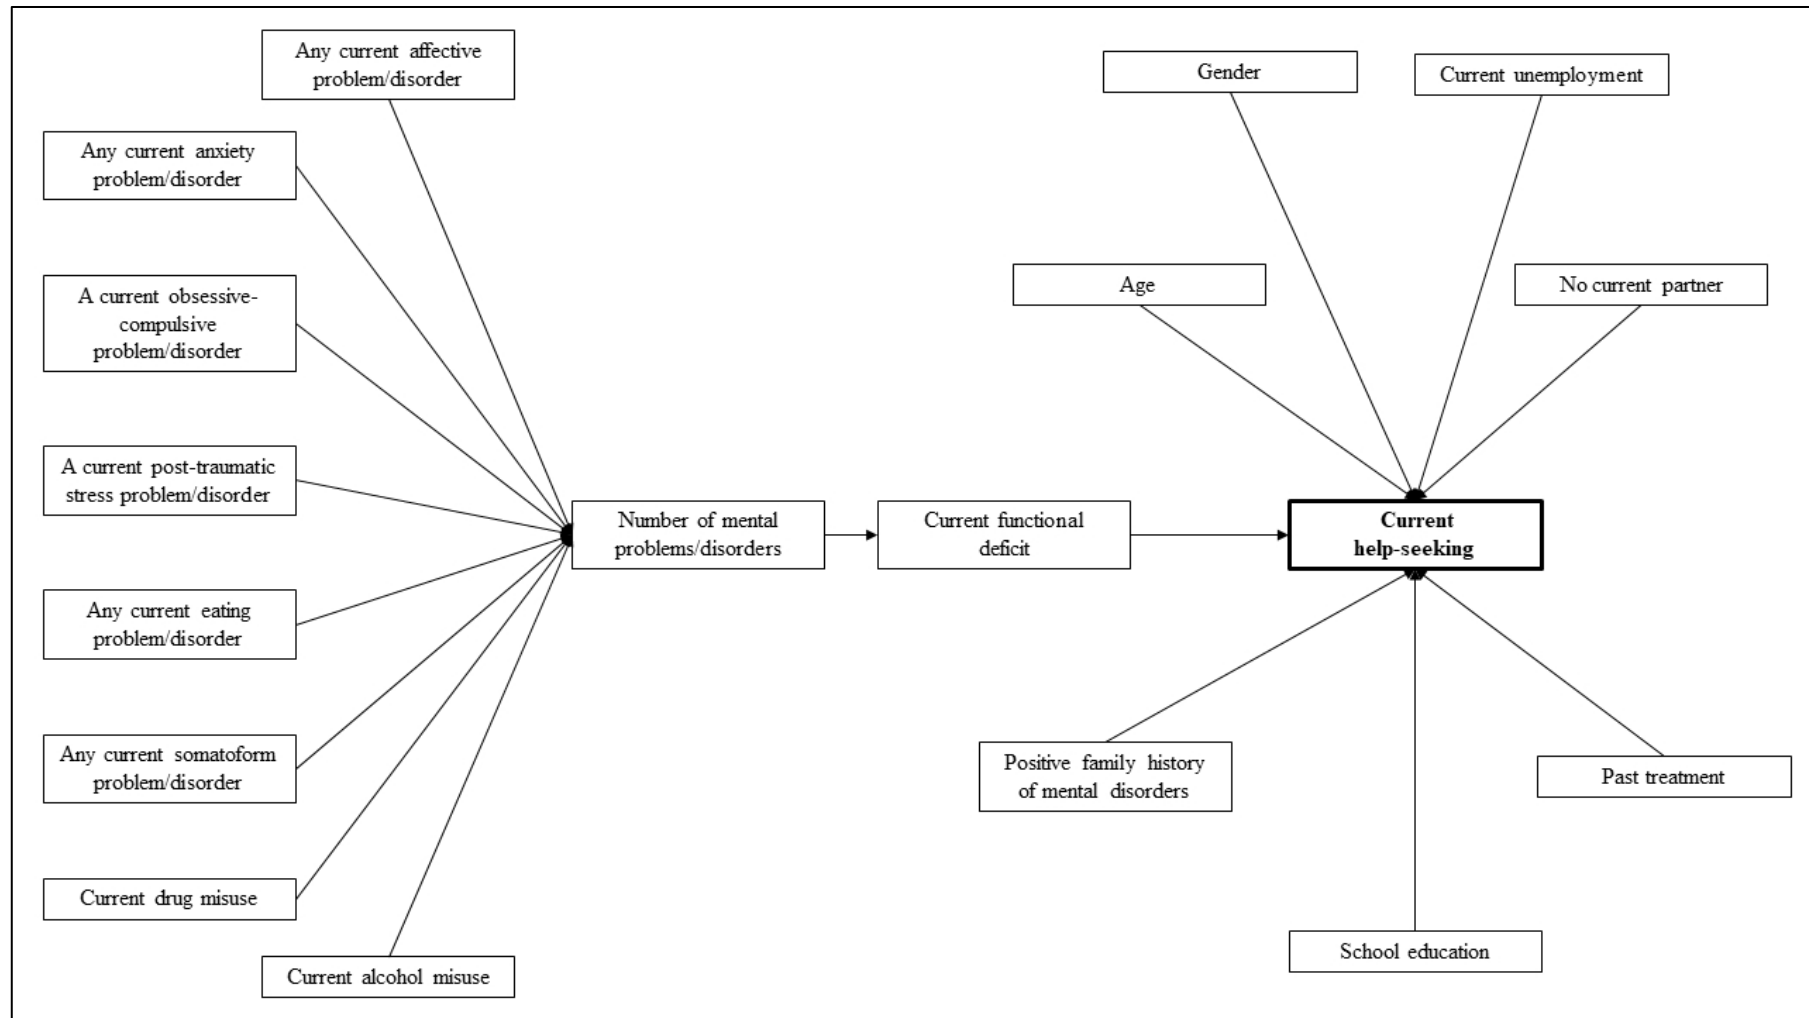 Any current affective
problem/disorder
Any current anxiety
problem/disorder
A current obsessive-
compulsive
problem/disorder
A current post-traumatic
stress problem/disorder
Any current eating
problem/disorder
Any current somatoform
problem/disorder
Current drug misuse
Current alcohol misuse
Number of mental
problems/disorders
Current functional
deficit
Gender
Current unemployment
Age
No current partner
Current
help-seeking
Positive family history
of mental disorders
Past treatment
School education